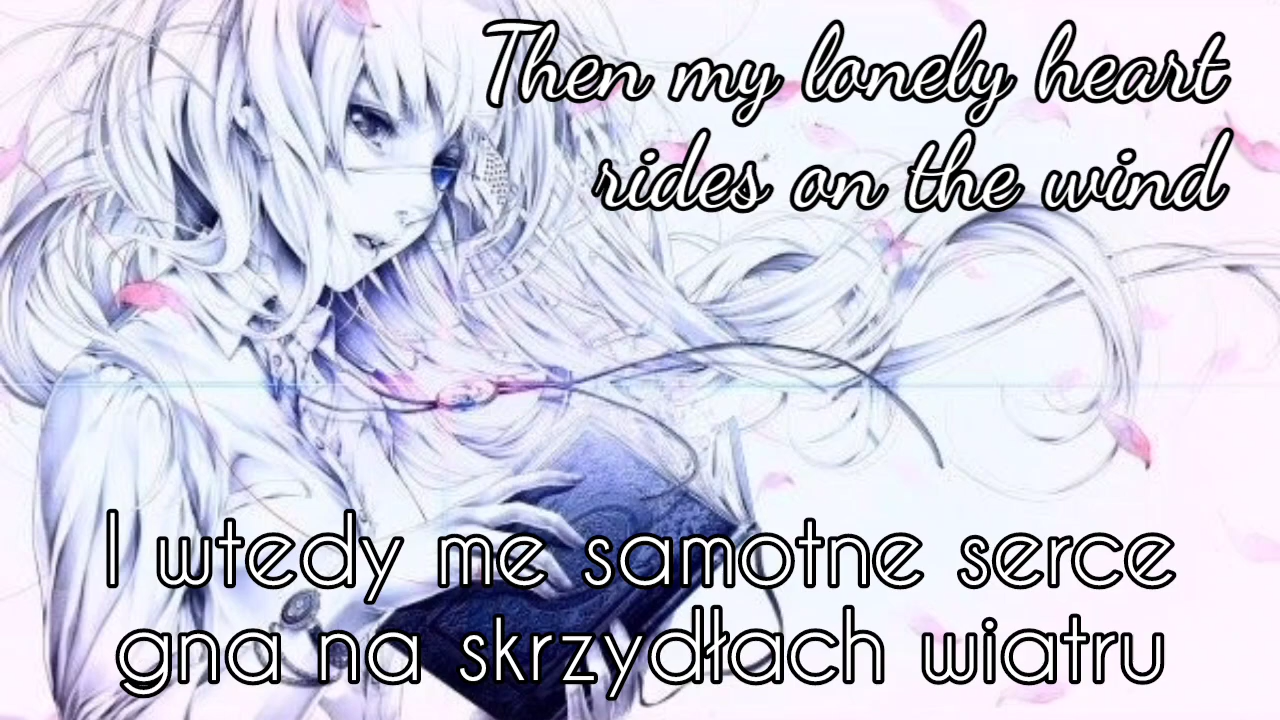 Then my lonely heart
rides on the wind
I wtedy me samotne serce
gna na skrzydłach wiatru